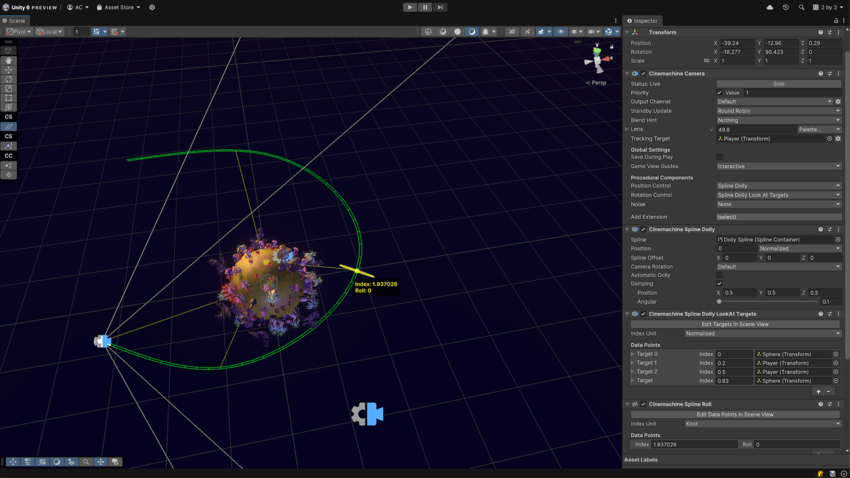 Unity 6 PREVIEW
AC
Asset Store
2 by 3
Scene
Inspector
Pivot
Local
1
CS
CS
CC
Persp
Index: 1.937026
Roll: 0
Transform
Position X -39.24 Y -12.96 Z 0.29
Rotation X -16.277 Y 90.423 Z 0
Scale X 1 Y 1 Z 1
Cinemachine Camera
Status: Live Solo
Priority Value 1
Output Channel Default
Standby Update Round Robin
Blend Hint Nothing
Lens V 49.8 Palette...
Tracking Target Player (Transform)
Global Settings
Save During Play
Game View Guides Interactive
Procedural Components
Position Control Spline Dolly
Rotation Control Spline Dolly Look At Targets
Noise None
Add Extension (select)
Cinemachine Spline Dolly
Spline Dolly Spline (Spline Container)
Position 0 Normalized
Spline Offset X 0 Y 0 Z 0
Camera Rotation Default
Automatic Dolly
Damping
Position X 0.5 Y 0.5 Z 0.5
Angular 0.1
Cinemachine Spline Dolly LookAt Targets
Edit Targets in Scene View
Index Unit Normalized
Data Points
Target 0 Index 0 Sphere (Transform)
Target 1 Index 0.2 Player (Transform)
Target 2 Index 0.5 Player (Transform)
Target Index 0.83 Sphere (Transform)
Cinemachine Spline Roll
Edit Data Points in Scene View
Index Unit Knot
Data Points
Index 1.937026 Roll 0
Asset Labels